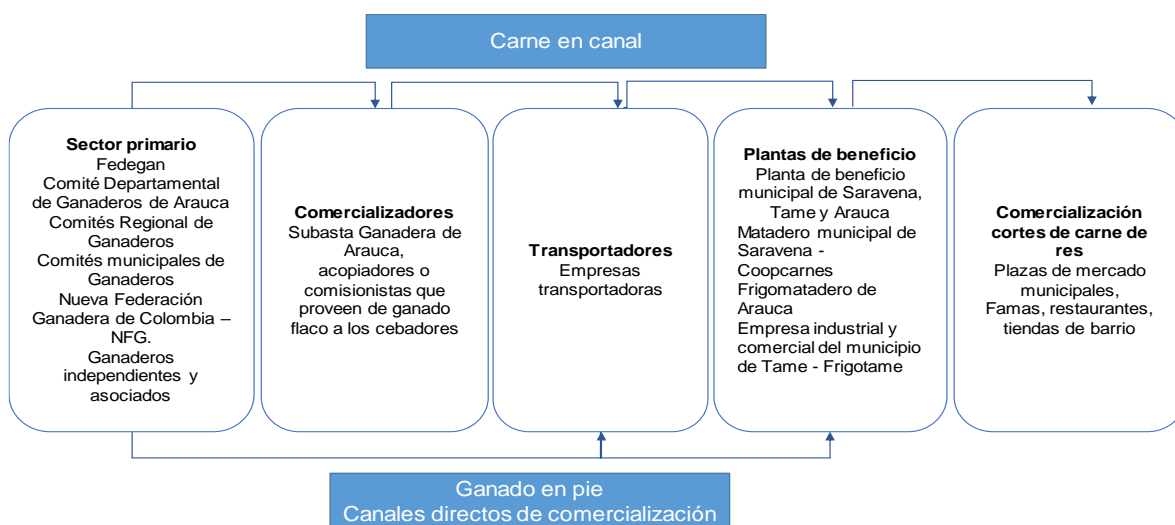 Carne en canal
Sector primario
Fedegan
Comité Departamental
de Ganaderos de Arauca
Comités Regional de
Ganaderos
Comités municipales de
Ganaderos
Nueva Federación
Ganadera de Colombia –
NFG.
Ganaderos
independientes y
asociados
Comercializadores
Subasta Ganadera de
Arauca,
acopiadores o
comisionistas que
proveen de ganado
flaco a los cebadores
Transportadores
Empresas
transportadoras
Plantas de beneficio
Planta de beneficio
municipal de Saravena,
Tame y Arauca
Matadero municipal de
Saravena -
Coopcarnes
Frigomatadero de
Arauca
Empresa industrial y
comercial del municipio
de Tame - Frigotame
Comercialización
cortes de carne de
res
Plazas de mercado
municipales,
Famas, restaurantes,
tiendas de barrio
Ganado en pie
Canales directos de comercialización